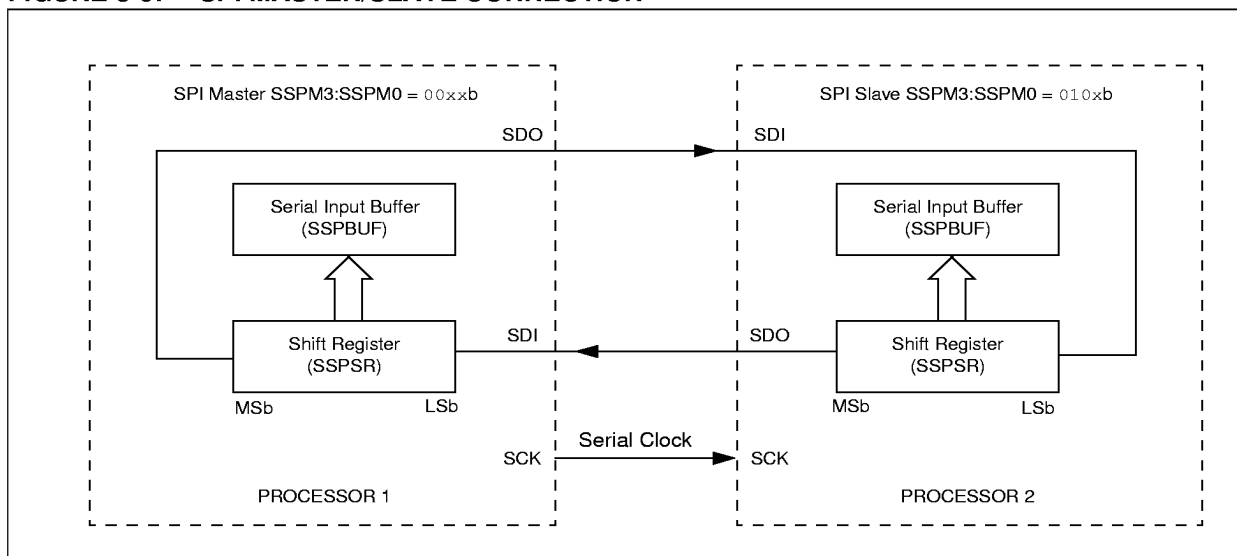 SPI Master SSPM3:SSPM0 = 00xxb
SPI Slave SSPM3:SSPM0 = 010xb
SDO
SDI
Serial Input Buffer
(SSPBUF)
Serial Input Buffer
(SSPBUF)
Shift Register
(SSPSR)
SDI
SDO
Shift Register
(SSPSR)
MSb
LSb
MSb
LSb
Serial Clock
SCK
SCK
PROCESSOR 1
PROCESSOR 2